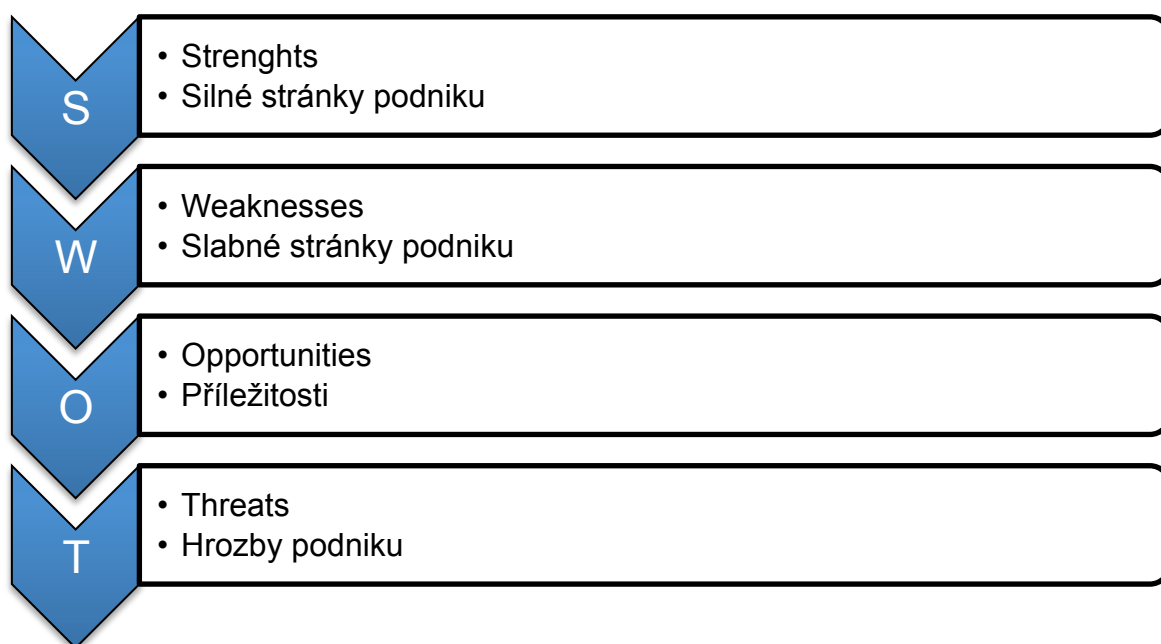 S
• Strenghts
• Silné stránky podniku
W
• Weaknesses
• Slabné stránky podniku
O
• Opportunities
• Příležitosti
T
• Threats
• Hrozby podniku